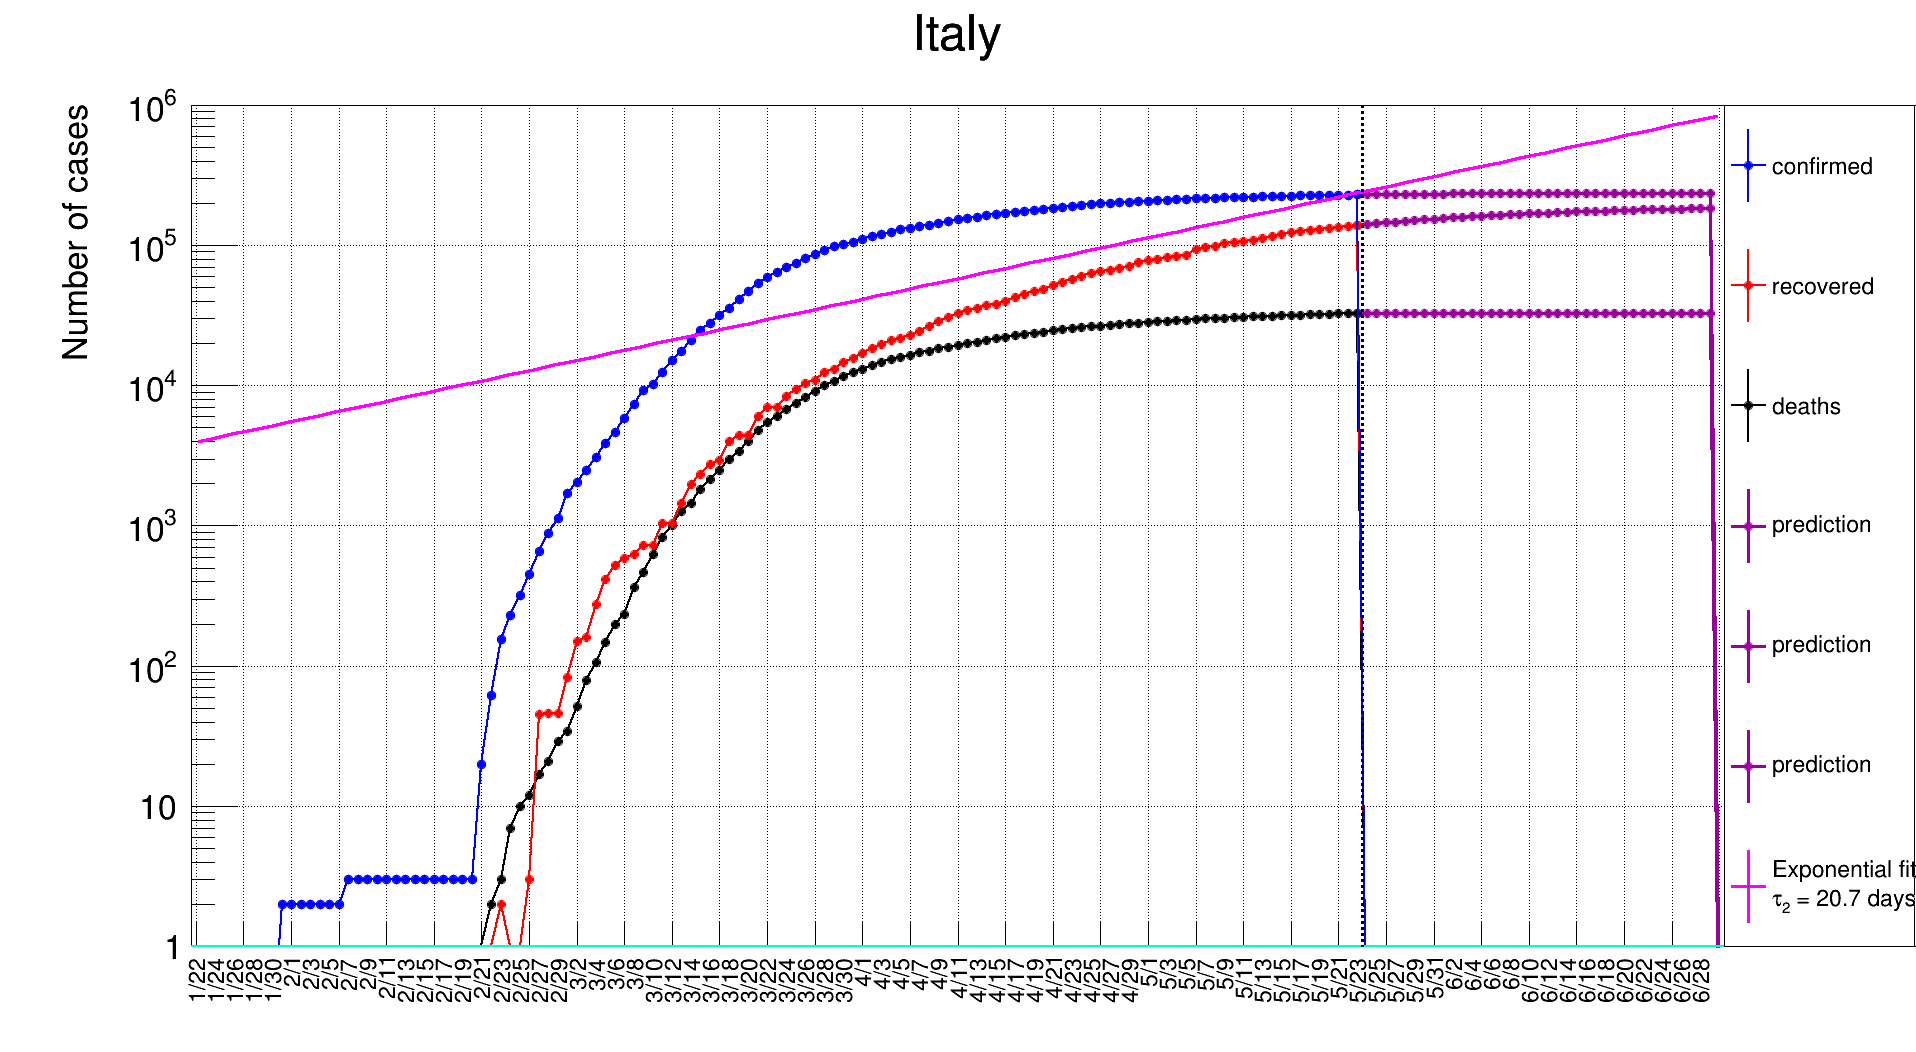 Italy
Number of cases
10^6
10^5
10^4
10^3
10^2
10
1
1/22 1/24 1/26 1/28 1/30 2/1 2/3 2/5 2/7 2/9 2/11 2/13 2/15 2/17 2/19 2/21 2/23 2/25 2/27 2/29 3/2 3/4 3/6 3/8 3/10 3/12 3/14 3/16 3/18 3/20 3/22 3/24 3/26 3/28 3/30 4/1 4/3 4/5 4/7 4/9 4/11 4/13 4/15 4/17 4/19 4/21 4/23 4/25 4/27 4/29 5/1 5/3 5/5 5/7 5/9 5/11 5/13 5/15 5/17 5/19 5/21 5/23 5/25 5/27 5/29 5/31 6/2 6/4 6/6 6/8 6/10 6/12 6/14 6/16 6/18 6/20 6/22 6/24 6/26 6/28
confirmed
recovered
deaths
prediction
prediction
prediction
Exponential fit
τ₂ = 20.7 days